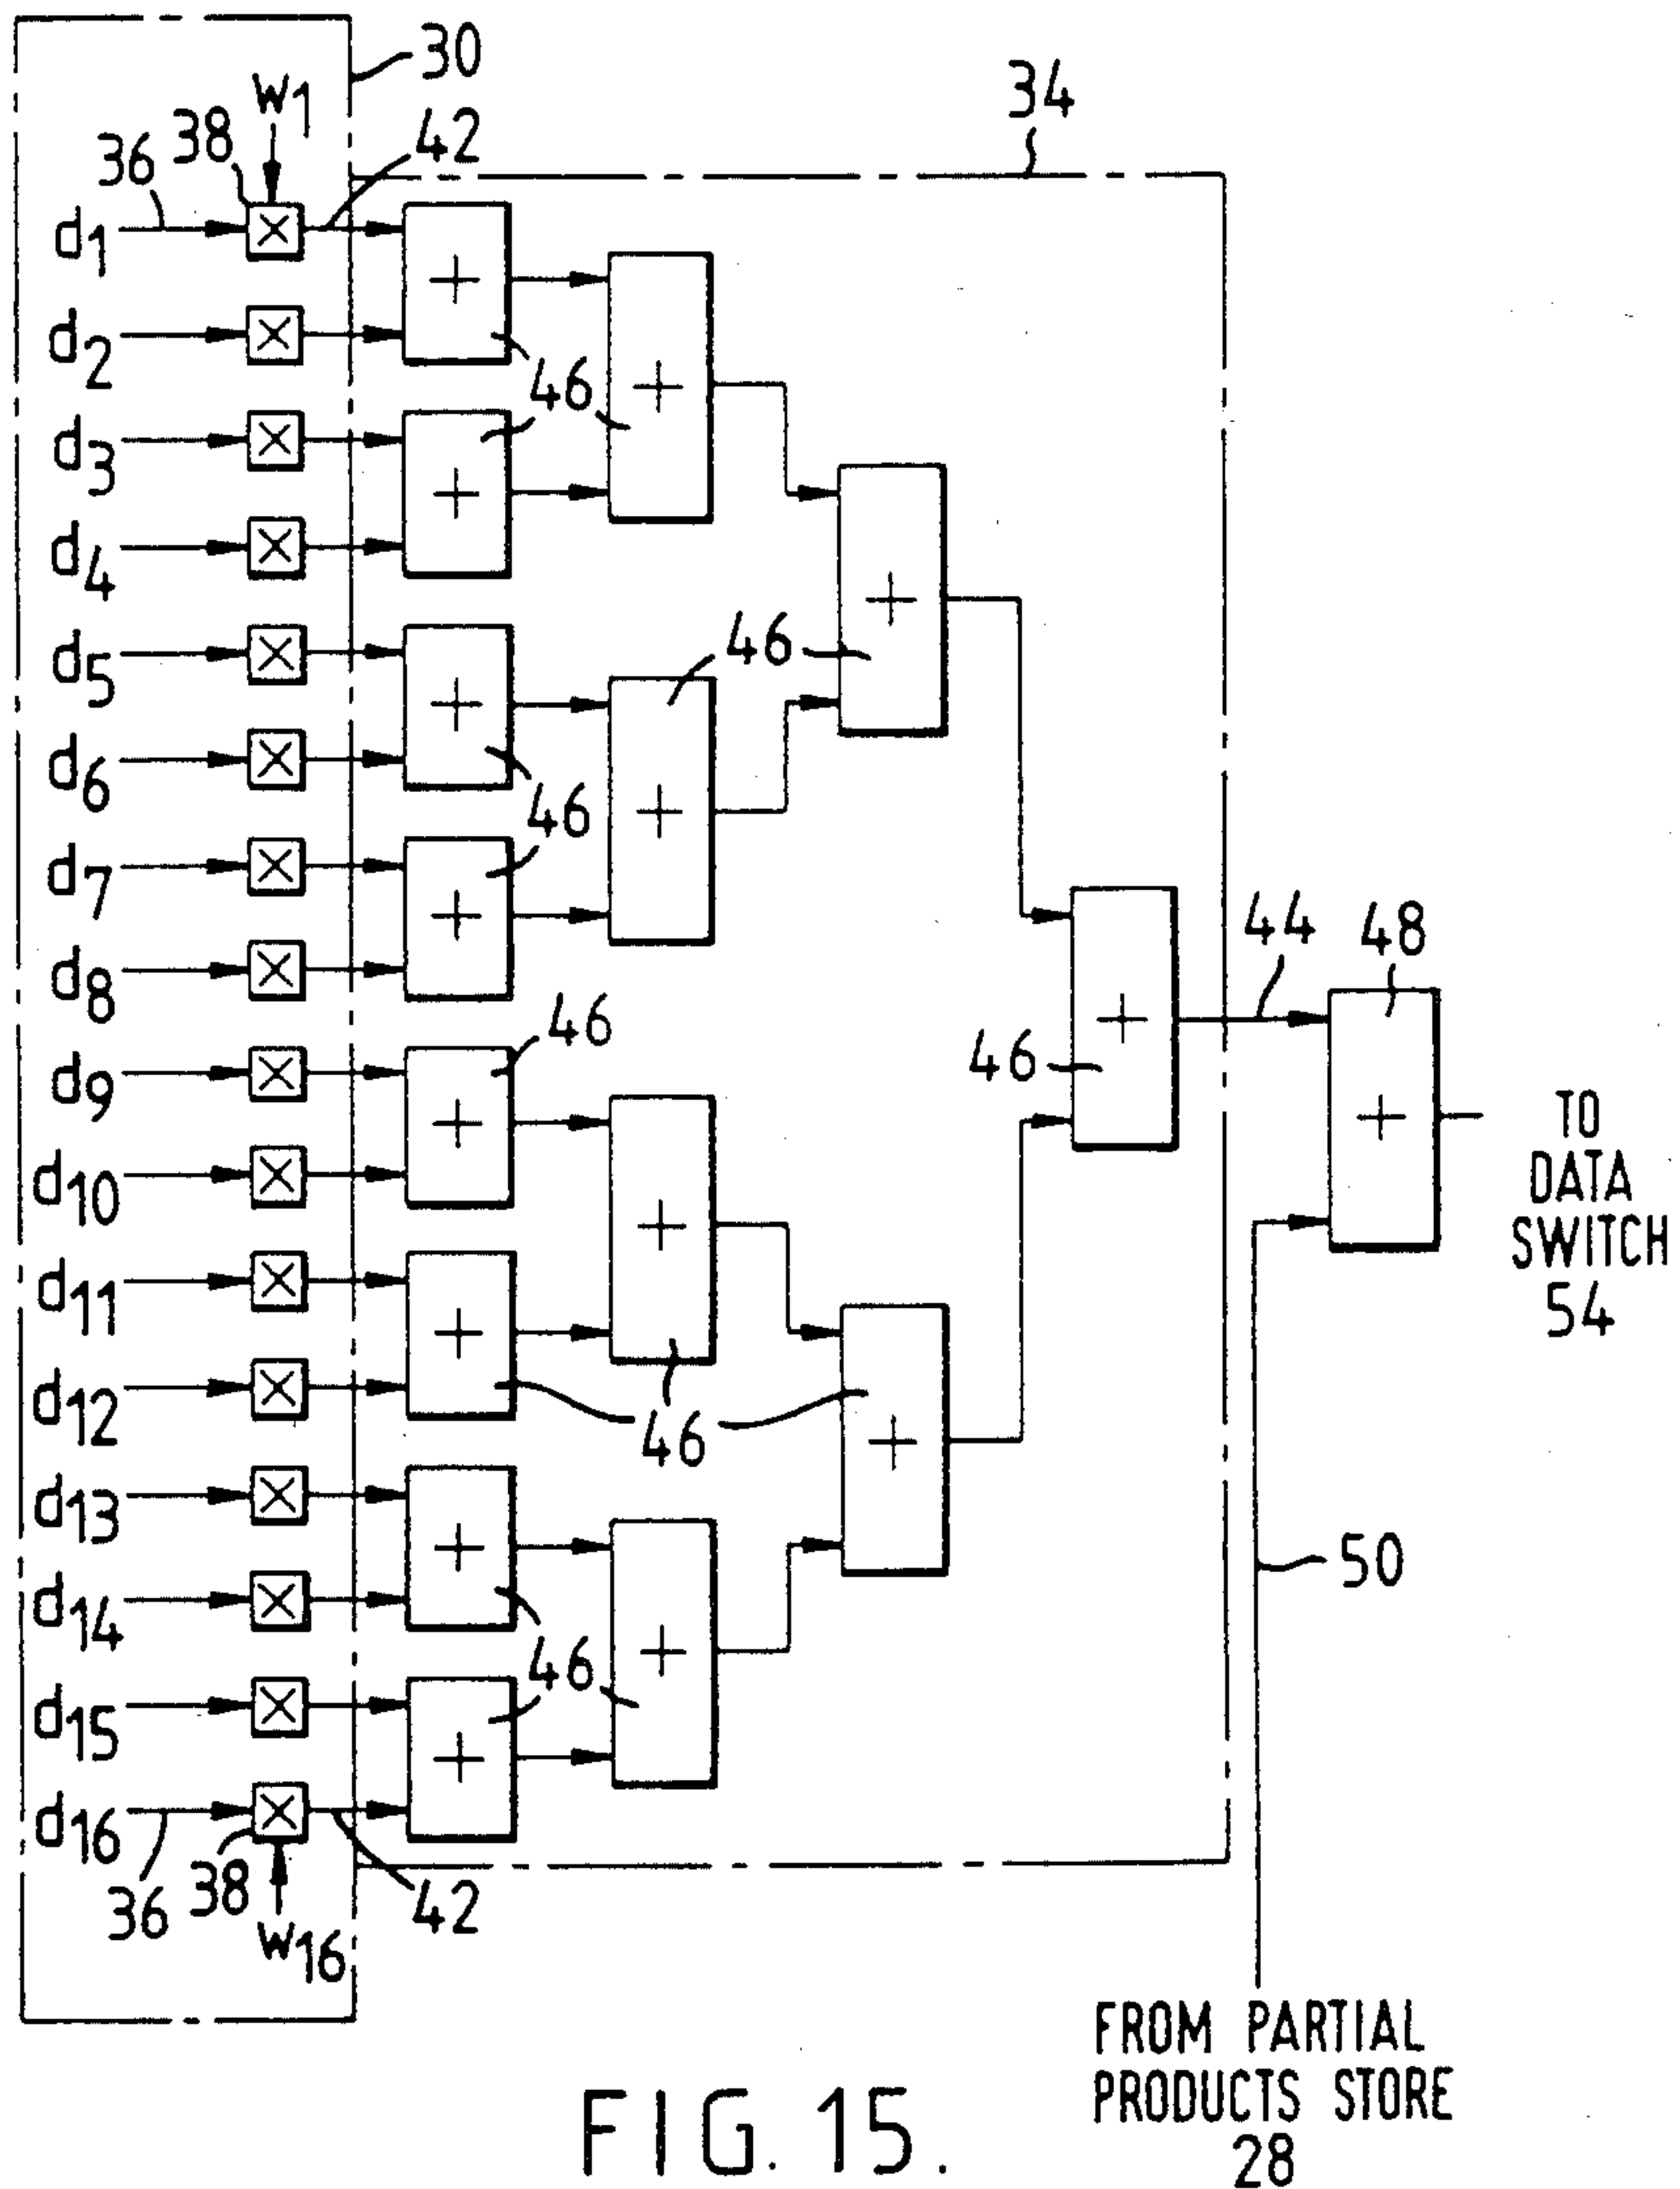 30
34
W1
36 38 42
d1
d2
46
d3
d4
d5
46
d6
46
d7
44 48
d8
46
d9
46
TO
DATA
SWITCH
54
d10
d11
d12
46
d13
50
d14
46
d15
d16
36 38 42
W16
FROM PARTIAL
PRODUCTS STORE
28
FIG. 15.